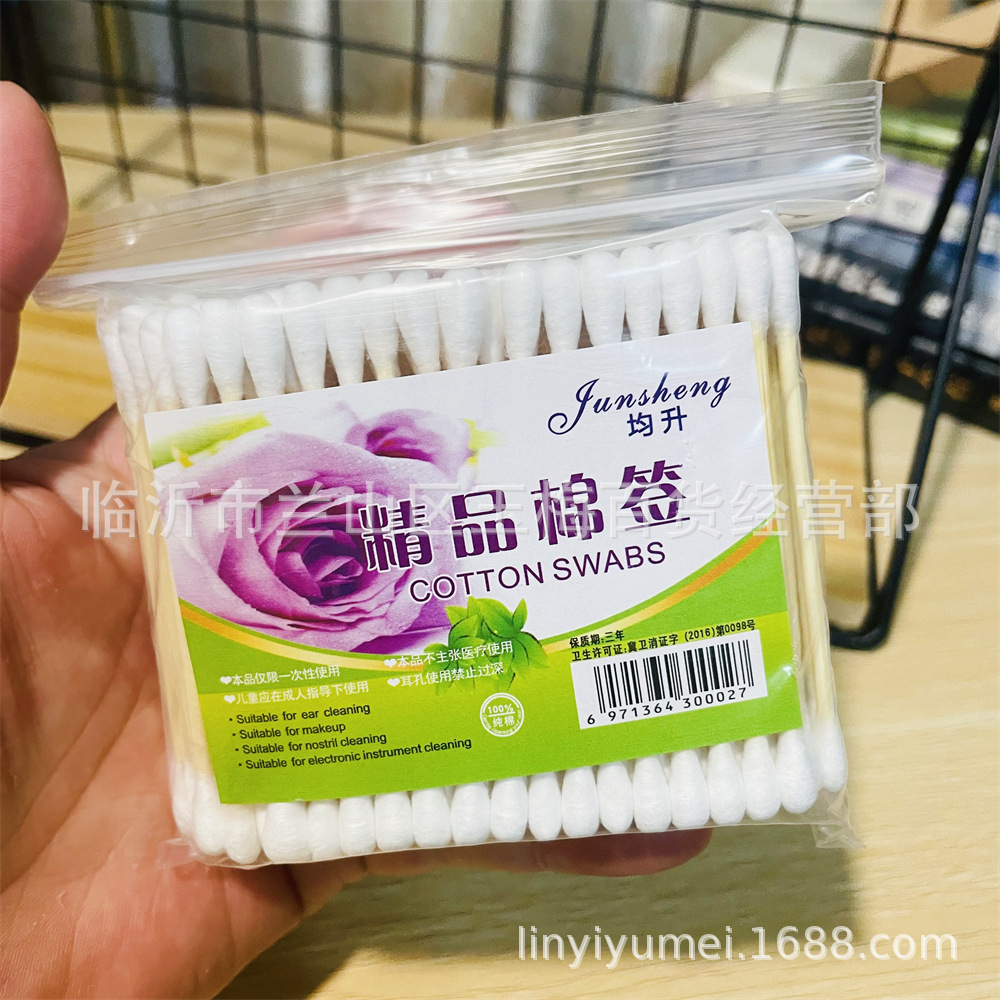 Junsheng
均升
临沂市兰山区玉梅百货经营部
精品棉签
COTTON SWABS
保质期:三年
卫生许可证:冀卫消证字 (2016)第0098号
❤本品仅限一次性使用 ❤本品不主张医疗使用
❤儿童应在成人指导下使用 ❤耳孔使用禁止过深
• Suitable for ear cleaning
• Suitable for makeup
• Suitable for nostril cleaning
• Suitable for electronic instrument cleaning
100%
纯棉
6 971364 300027
linyiyumei.1688.com